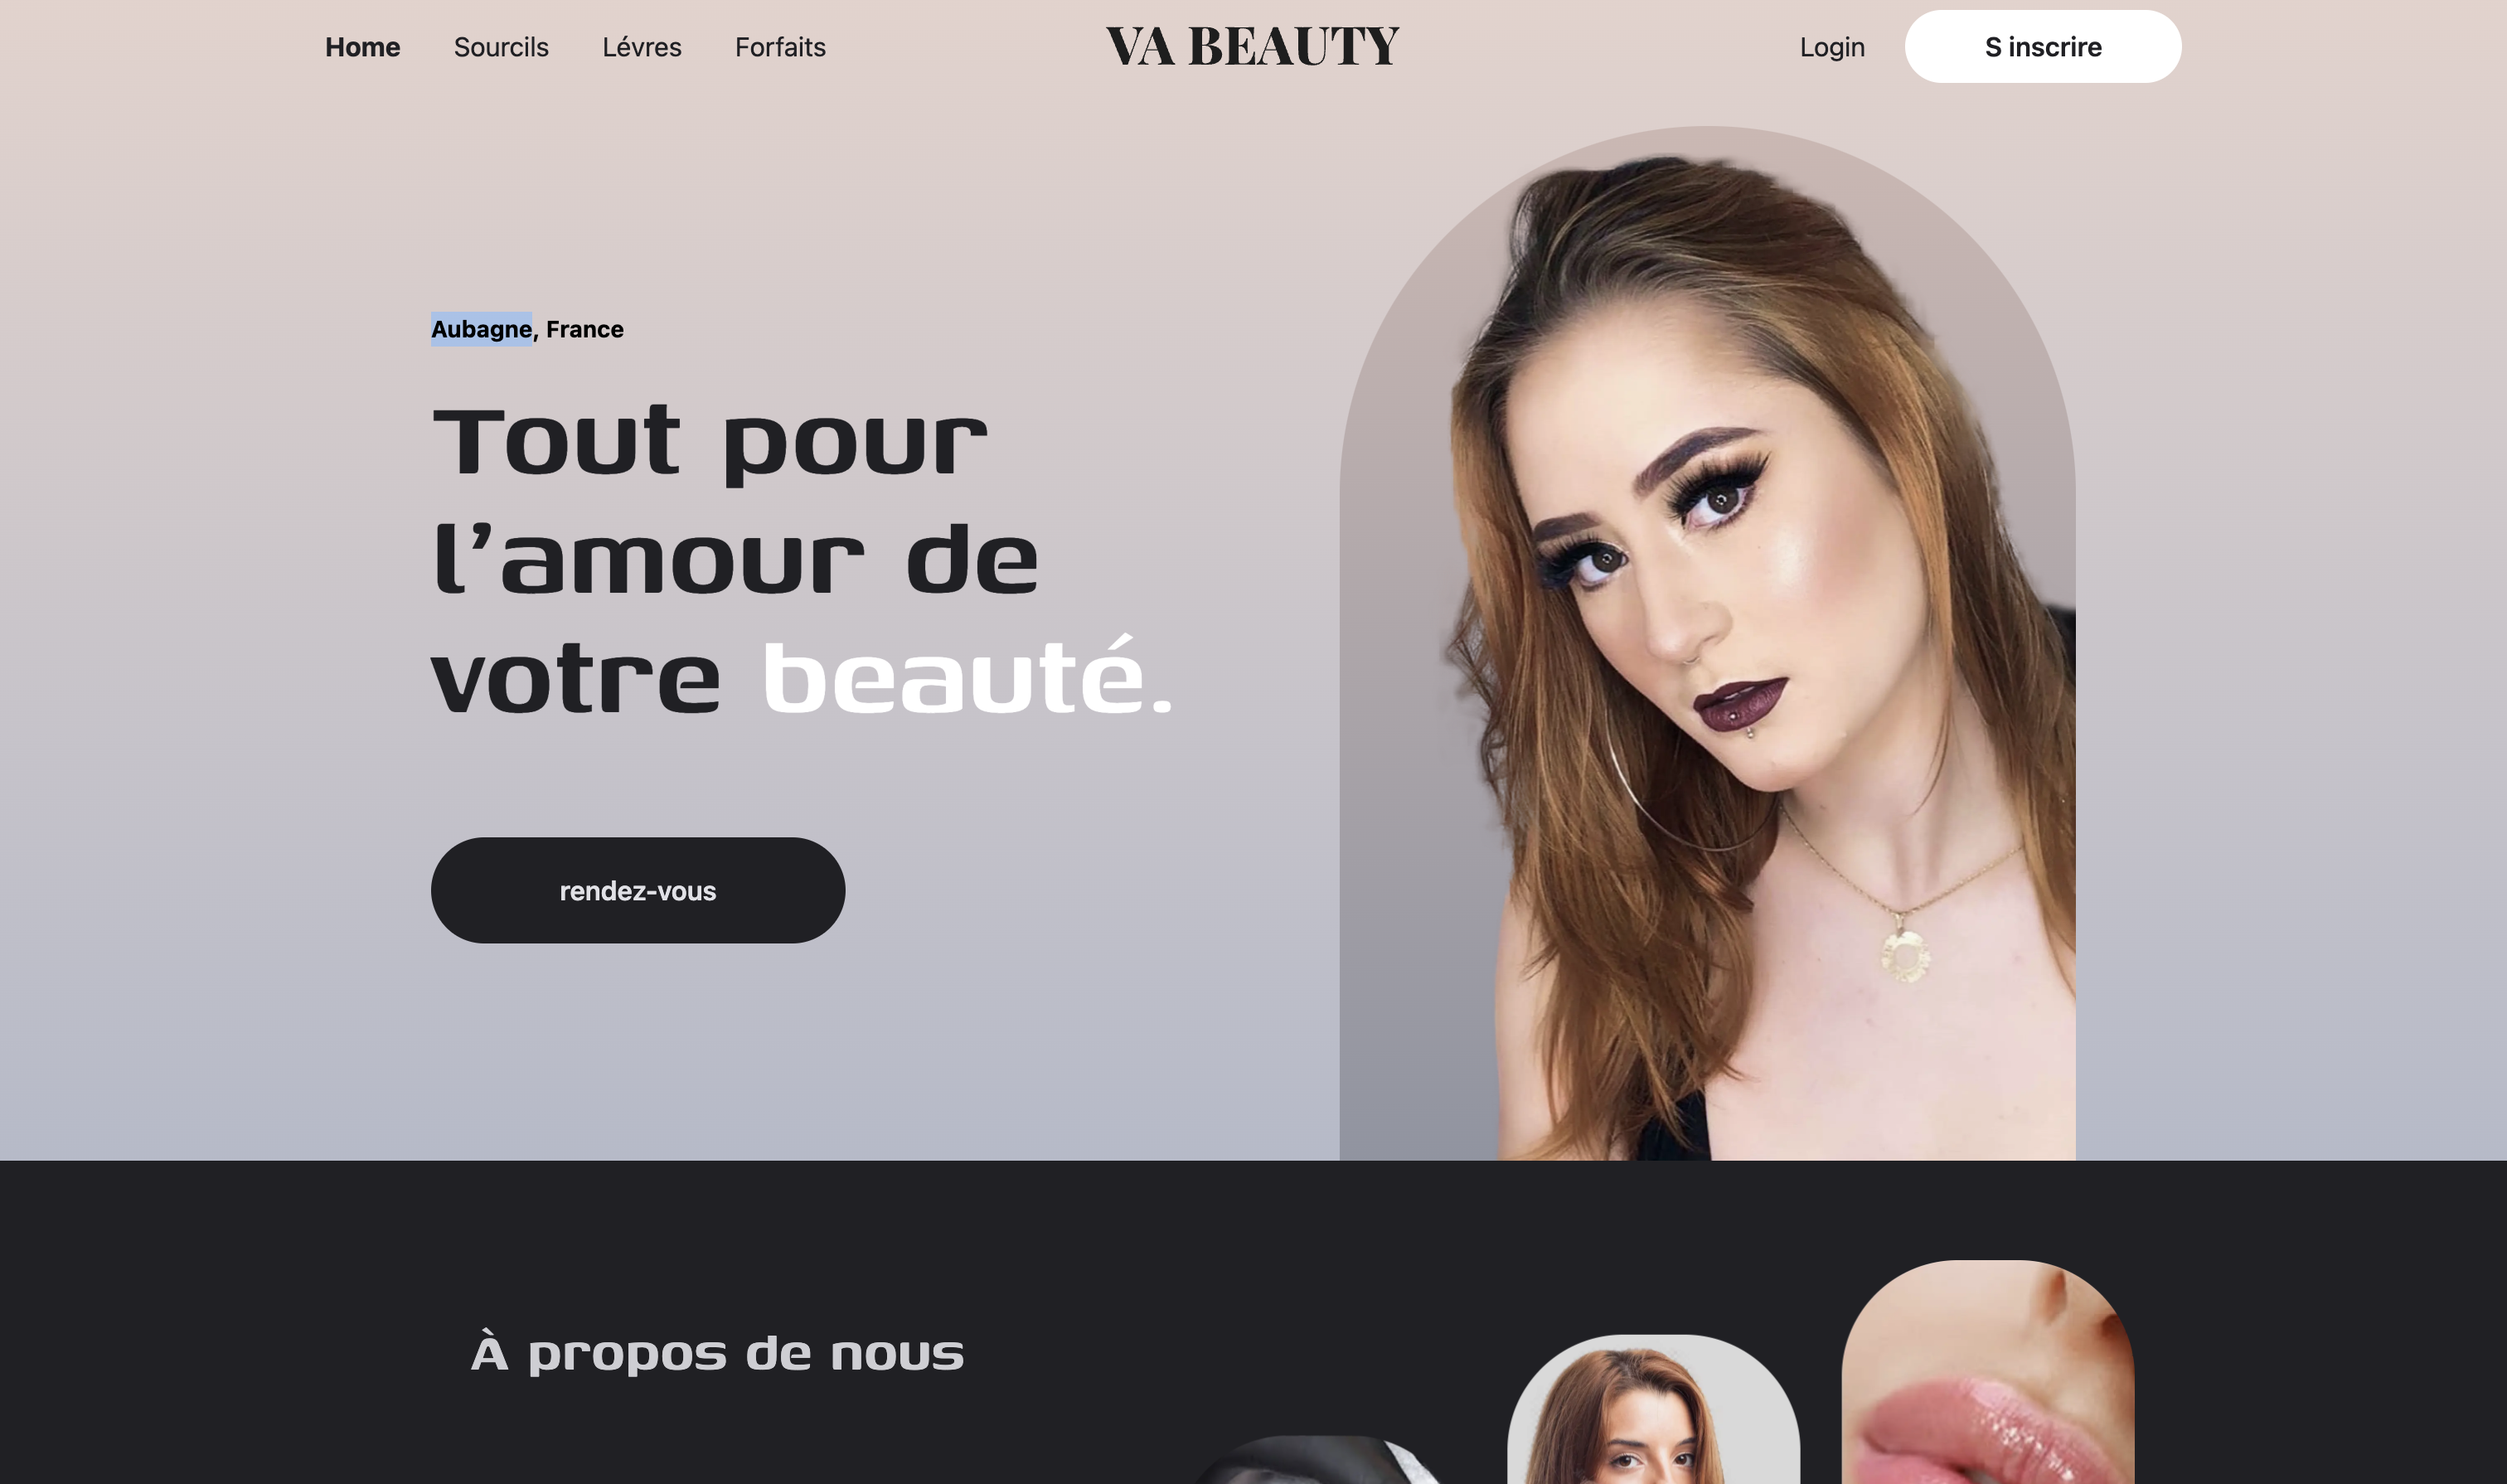 Home Sourcils Lévres Forfaits VA BEAUTY Login S inscrire
Aubagne, France
Tout pour
l’amour de
votre beauté.
rendez-vous
À propos de nous